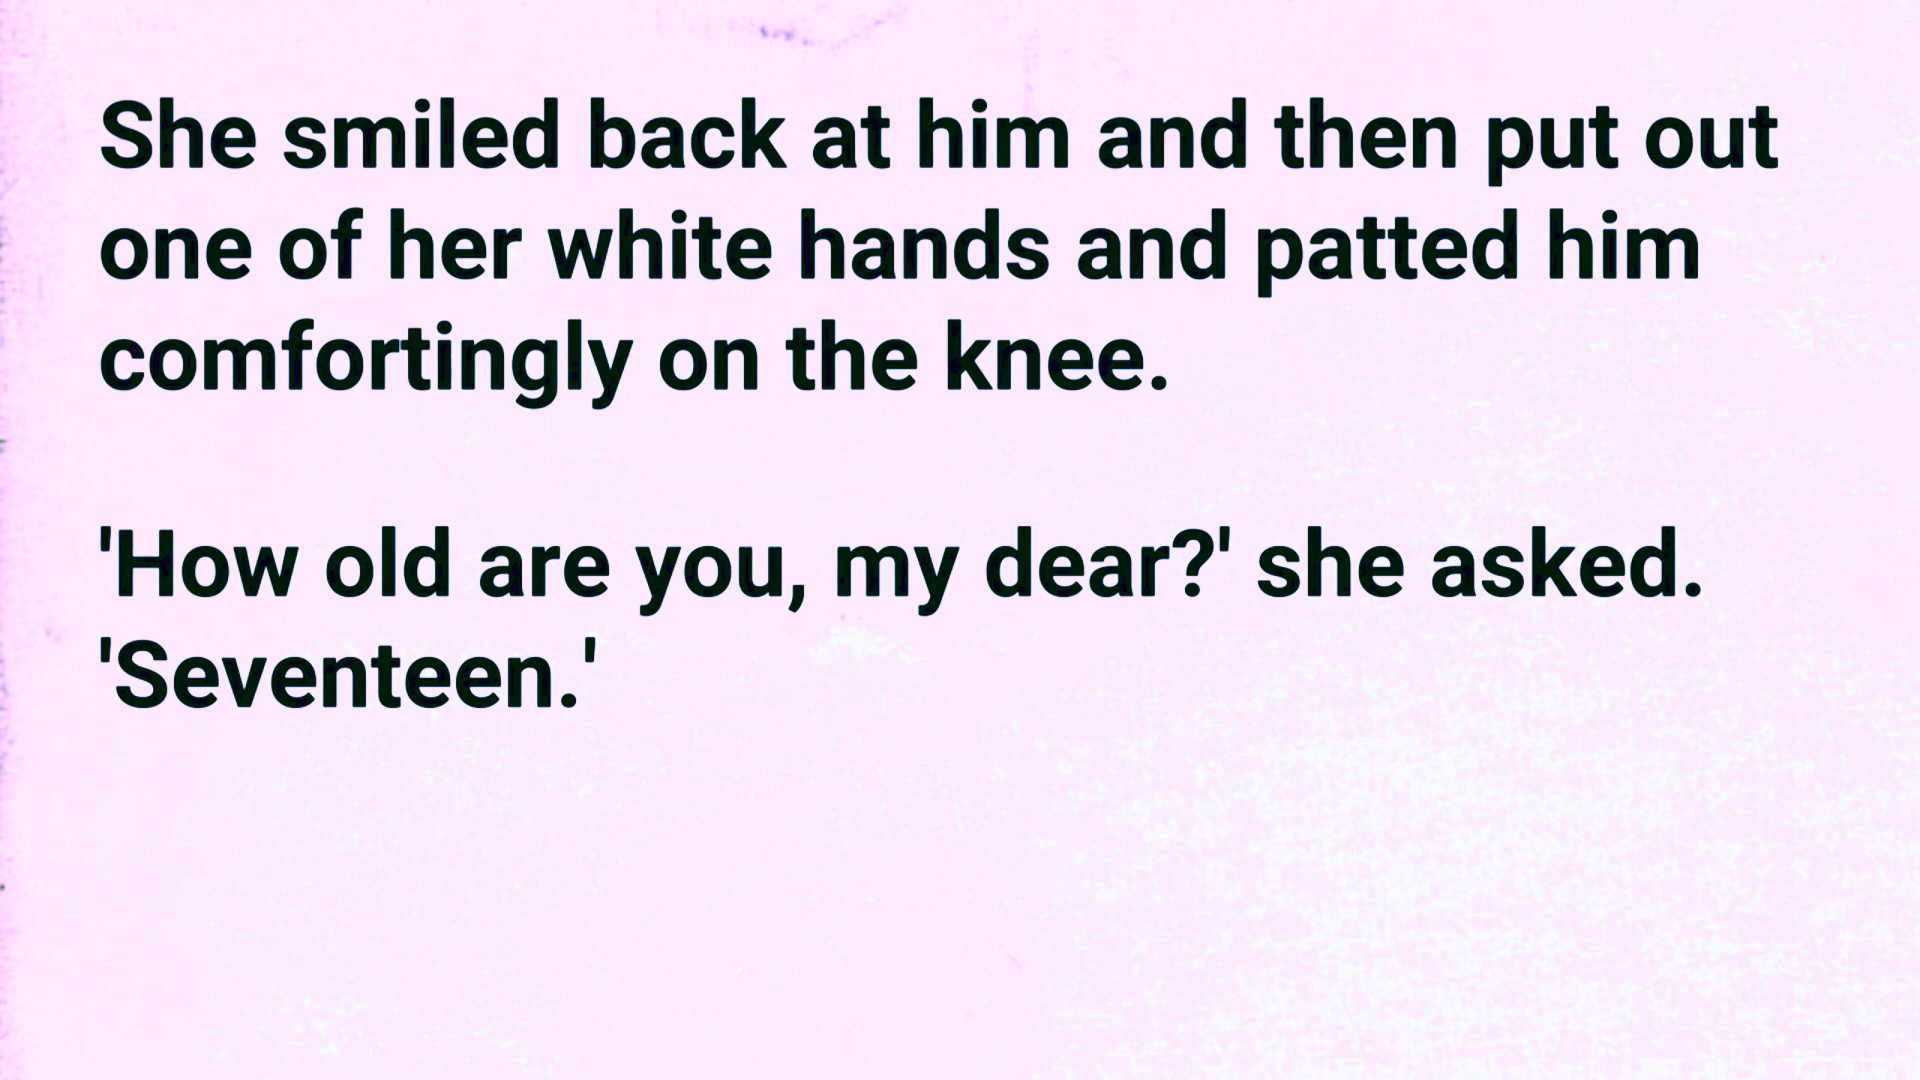 She smiled back at him and then put out
one of her white hands and patted him
comfortingly on the knee.
'How old are you, my dear?' she asked.
'Seventeen.'